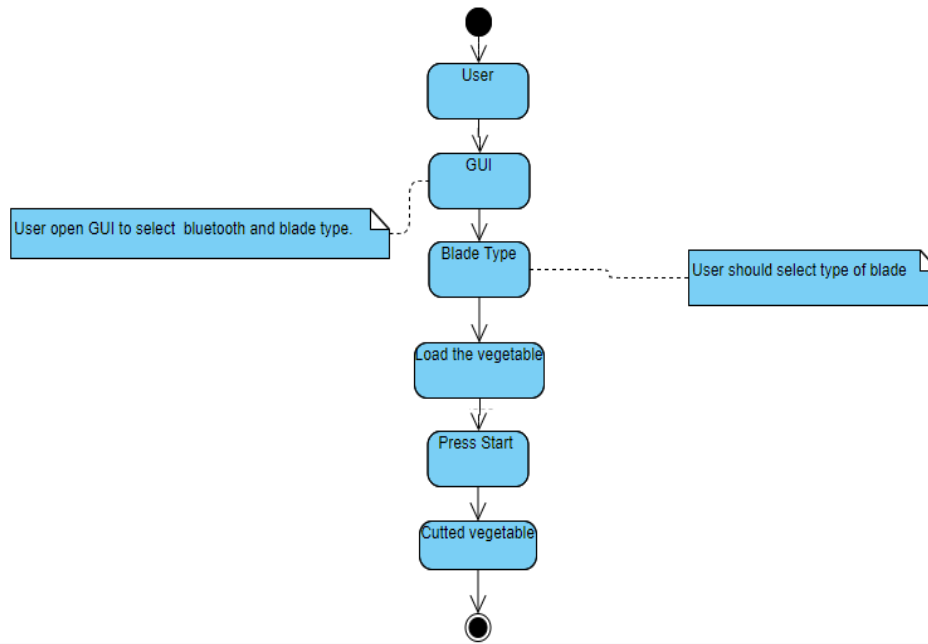 User
GUI
User open GUI to select bluetooth and blade type.
Blade Type
User should select type of blade
Load the vegetable
Press Start
Cutted vegetable